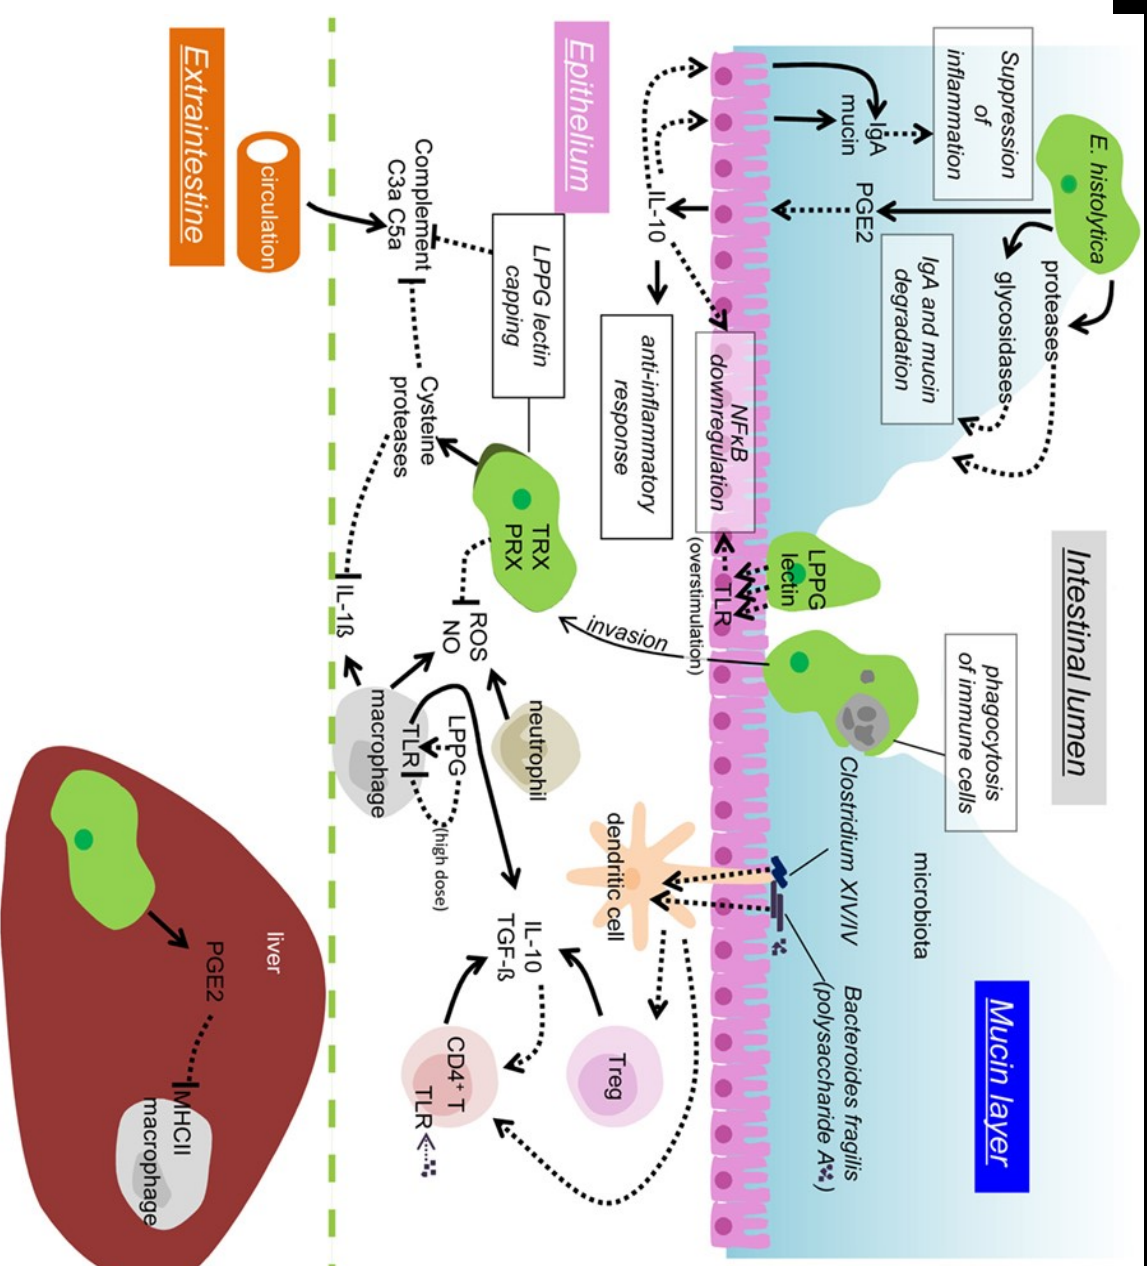 Intestinal lumen
Mucin layer
Epithelium
Extraintestine
E. histolytica
proteases
glycosidases
IgA and mucin
degradation
Suppression
of
inflammation
IgA
mucin
PGE2
IL-10
anti-inflammatory
response
NFκB
downregulation
(overstimulation)
TLR
LPPG
lectin
phagocytosis
of immune cells
microbiota
Clostridium XIV/IV
Bacteroides fragilis
(polysaccharide A )
invasion
LPPG lectin
capping
TRX
PRX
Complement
C3a C5a
circulation
Cysteine
proteases
IL-1ß
ROS
NO
neutrophil
macrophage
TLR
LPPG
(high dose)
dendritic cell
IL-10
TGF-ß
Treg
CD4⁺ T
TLR
liver
PGE2
MHCII
macrophage